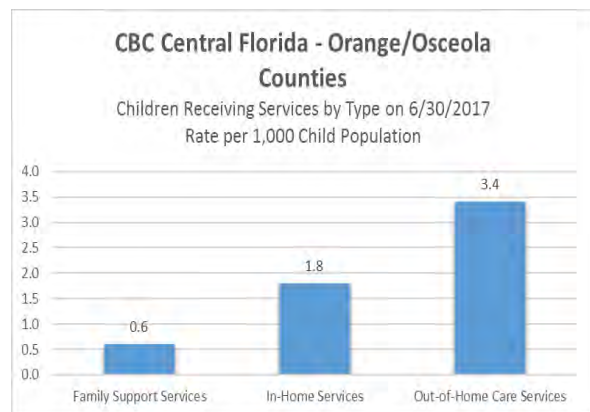 CBC Central Florida - Orange/Osceola
Counties
Children Receiving Services by Type on 6/30/2017
Rate per 1,000 Child Population
4.0
3.5
3.0
2.5
2.0
1.5
1.0
0.5
0.0
0.6
1.8
3.4
Family Support Services
In-Home Services
Out-of-Home Care Services